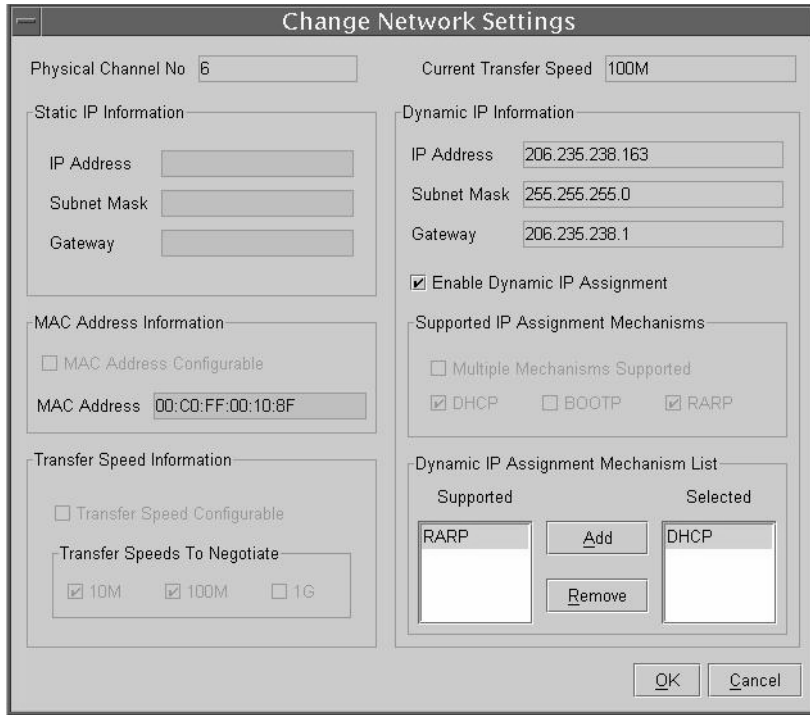 Change Network Settings
Physical Channel No 6
Current Transfer Speed 100M
Static IP Information
IP Address
Subnet Mask
Gateway
MAC Address Information
MAC Address Configurable
MAC Address 00:C0:FF:00:10:8F
Transfer Speed Information
Transfer Speed Configurable
Transfer Speeds To Negotiate
10M 100M 1G
Dynamic IP Information
IP Address 206.235.238.163
Subnet Mask 255.255.255.0
Gateway 206.235.238.1
Enable Dynamic IP Assignment
Supported IP Assignment Mechanisms
Multiple Mechanisms Supported
DHCP BOOTP RARP
Dynamic IP Assignment Mechanism List
Supported Selected
RARP Add DHCP
Remove
OK Cancel